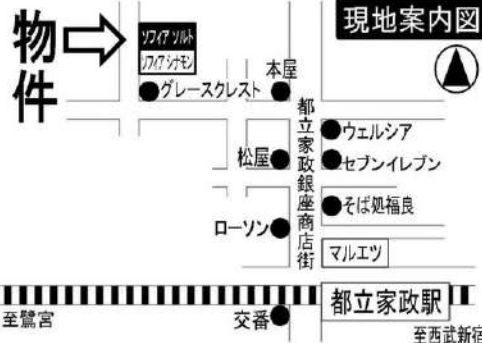 現地案内図
物件
ソフィア ソルト
ソフィア シナモン
グレースクレスト
本屋
都立家政銀座商店街
ウェルシア
松屋
セブンイレブン
そば処福良
ローソン
マルエツ
都立家政駅
至鷺宮
交番
至西武新宿